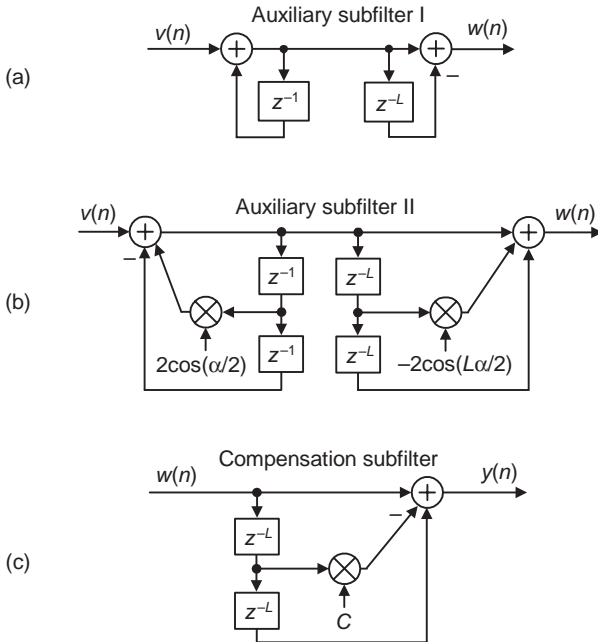 Auxiliary subfilter I
v(n) + + w(n)
–
(a)
z⁻¹ z⁻ᴸ
Auxiliary subfilter II
v(n) + + w(n)
–
z⁻¹ z⁻ᴸ
(b)
z⁻¹ z⁻ᴸ
2cos(α/2) –2cos(Lα/2)
Compensation subfilter
w(n) + y(n)
–
z⁻ᴸ
(c)
z⁻ᴸ
C